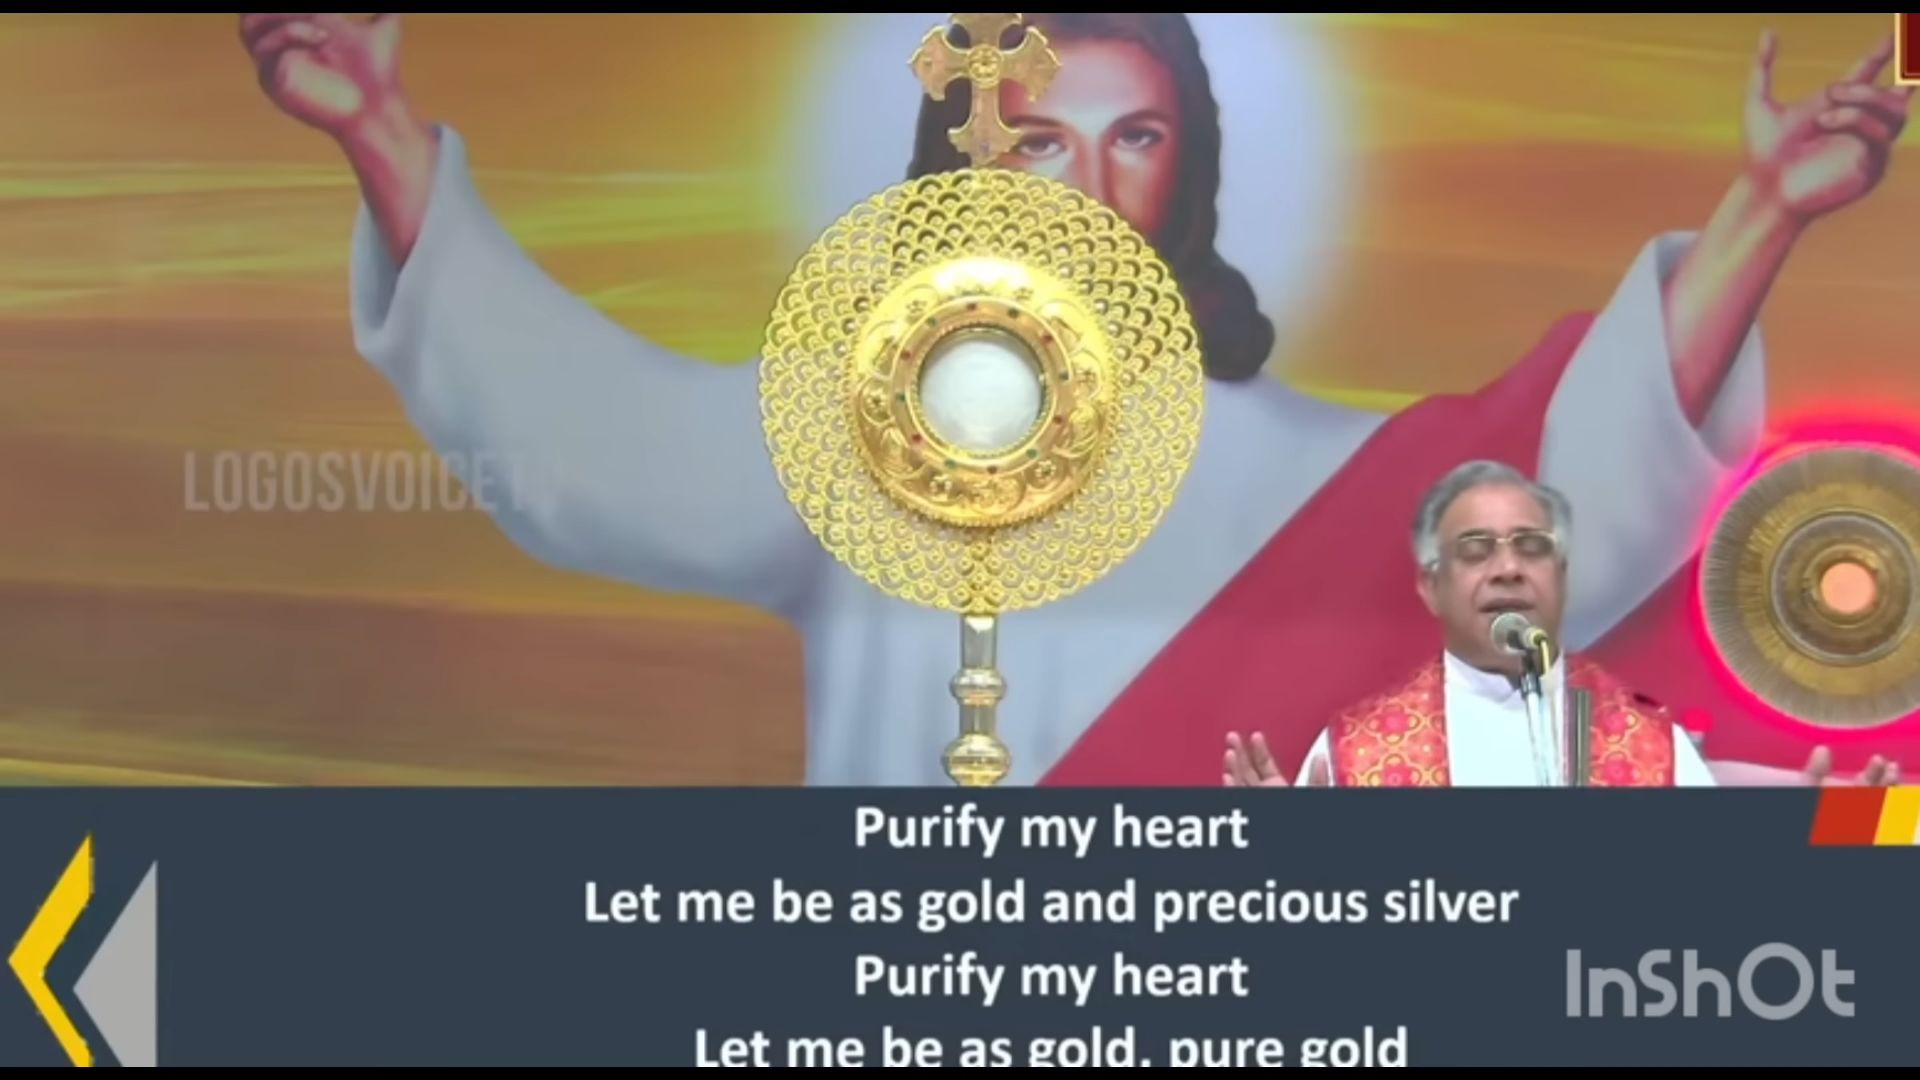 LOGOSVOICETV
Purify my heart
Let me be as gold and precious silver
Purify my heart
Let me be as gold, pure gold
InShOt